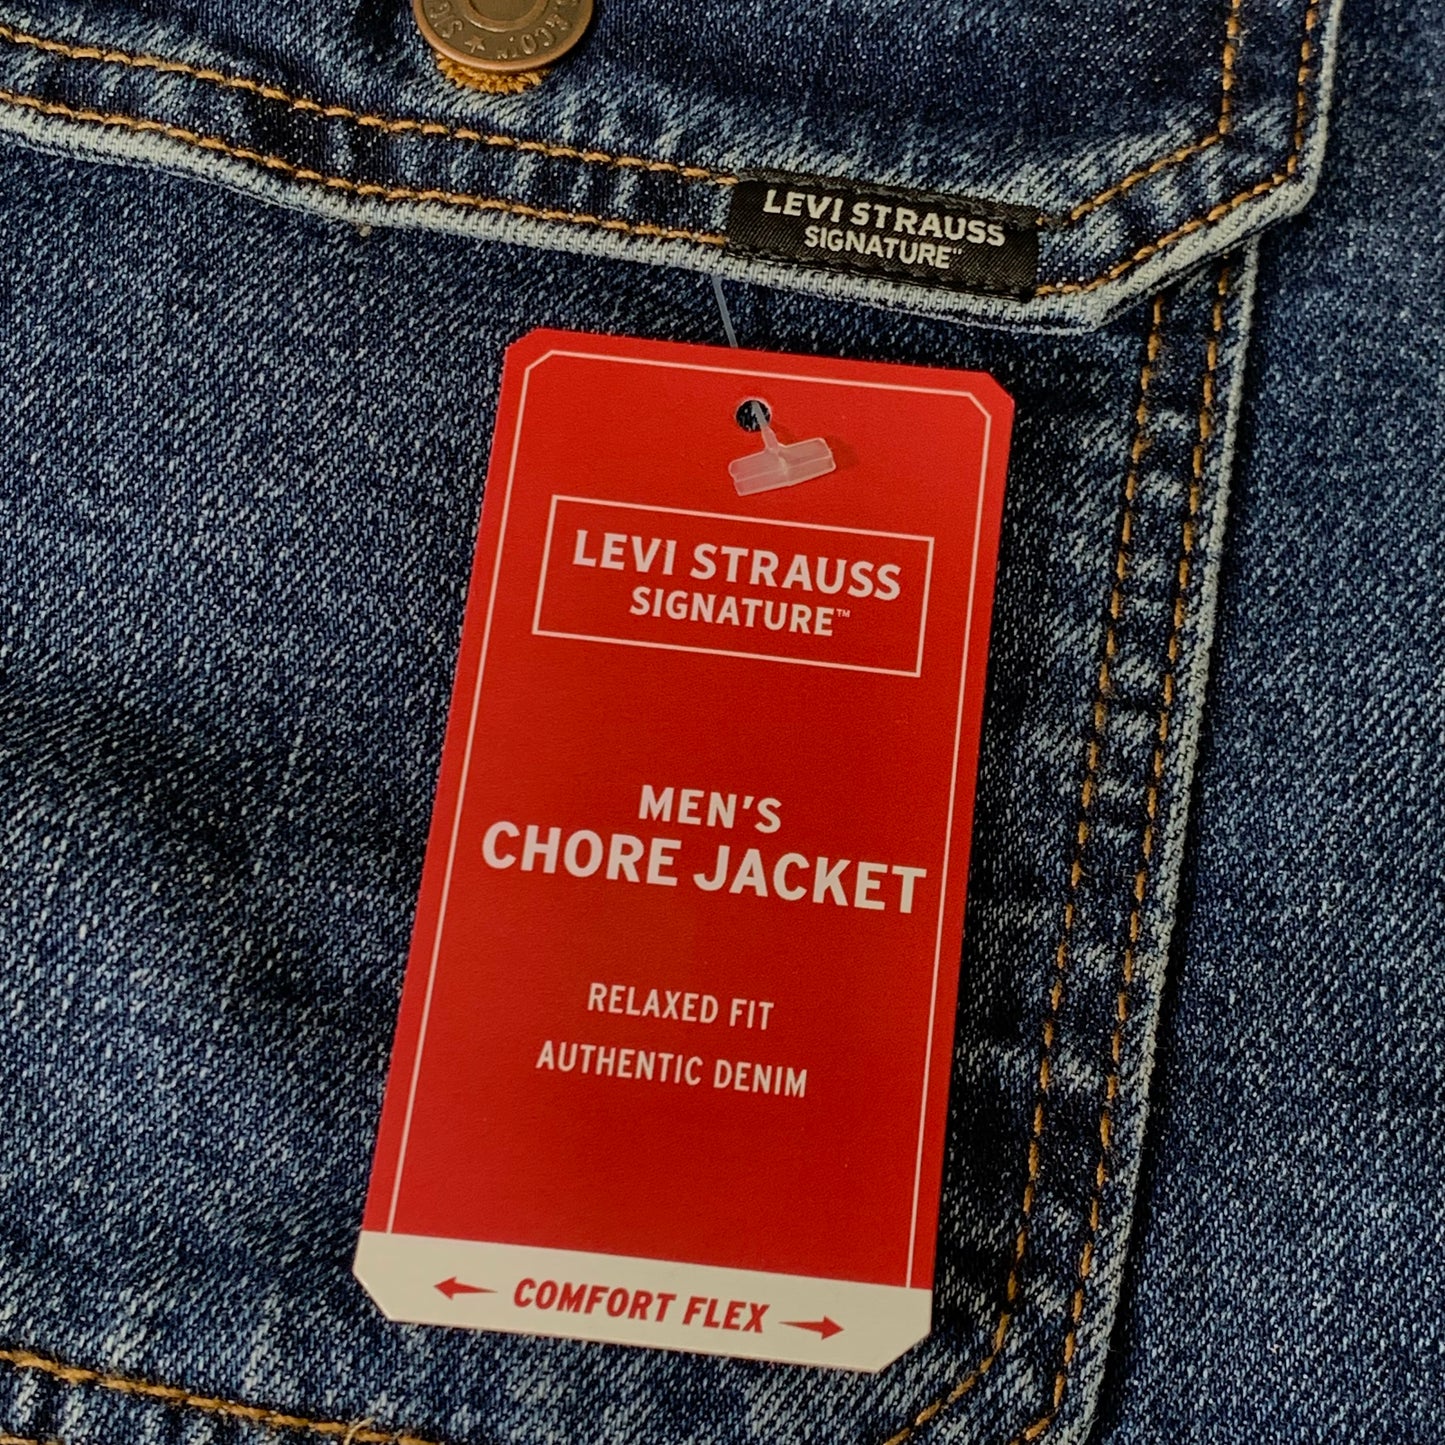 LEVI STRAUSS
SIGNATURE™
LEVI STRAUSS
SIGNATURE™
MEN'S
CHORE JACKET
RELAXED FIT
AUTHENTIC DENIM
COMFORT FLEX